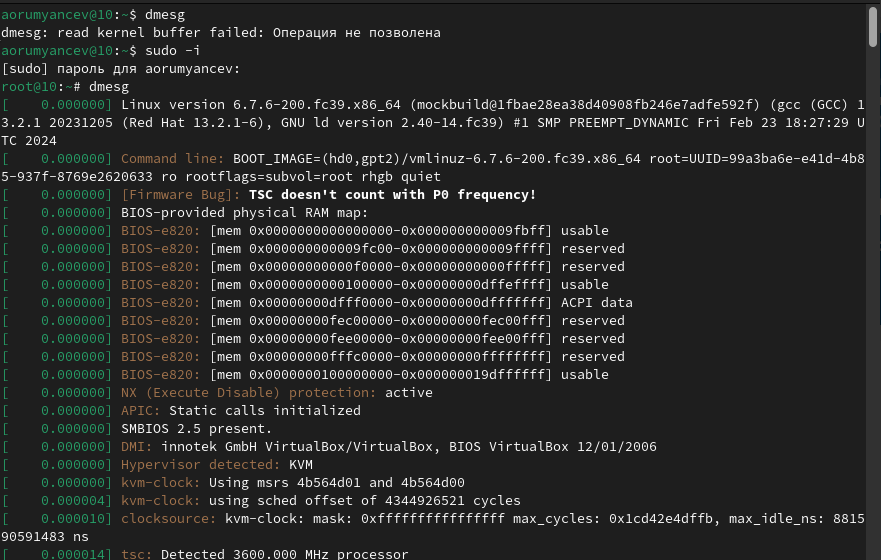 aorumyancev@10:~$ dmesg
dmesg: read kernel buffer failed: Операция не позволена
aorumyancev@10:~$ sudo -i
[sudo] пароль для aorumyancev:
root@10:~# dmesg
[    0.000000] Linux version 6.7.6-200.fc39.x86_64 (mockbuild@1fbae28ea38d40908fb246e7adfe592f) (gcc (GCC) 1
3.2.1 20231205 (Red Hat 13.2.1-6), GNU ld version 2.40-14.fc39) #1 SMP PREEMPT_DYNAMIC Fri Feb 23 18:27:29 U
TC 2024
[    0.000000] Command line: BOOT_IMAGE=(hd0,gpt2)/vmlinuz-6.7.6-200.fc39.x86_64 root=UUID=99a3ba6e-e41d-4b8
5-937f-8769e2620633 ro rootflags=subvol=root rhgb quiet
[    0.000000] [Firmware Bug]: TSC doesn't count with P0 frequency!
[    0.000000] BIOS-provided physical RAM map:
[    0.000000] BIOS-e820: [mem 0x0000000000000000-0x000000000009fbff] usable
[    0.000000] BIOS-e820: [mem 0x000000000009fc00-0x000000000009ffff] reserved
[    0.000000] BIOS-e820: [mem 0x00000000000f0000-0x00000000000fffff] reserved
[    0.000000] BIOS-e820: [mem 0x0000000000100000-0x00000000dffeffff] usable
[    0.000000] BIOS-e820: [mem 0x00000000dfff0000-0x00000000dfffffff] ACPI data
[    0.000000] BIOS-e820: [mem 0x00000000fec00000-0x00000000fec00fff] reserved
[    0.000000] BIOS-e820: [mem 0x00000000fee00000-0x00000000fee00fff] reserved
[    0.000000] BIOS-e820: [mem 0x00000000fffc0000-0x00000000ffffffff] reserved
[    0.000000] BIOS-e820: [mem 0x0000000100000000-0x000000019dffffff] usable
[    0.000000] NX (Execute Disable) protection: active
[    0.000000] APIC: Static calls initialized
[    0.000000] SMBIOS 2.5 present.
[    0.000000] DMI: innotek GmbH VirtualBox/VirtualBox, BIOS VirtualBox 12/01/2006
[    0.000000] Hypervisor detected: KVM
[    0.000000] kvm-clock: Using msrs 4b564d01 and 4b564d00
[    0.000004] kvm-clock: using sched offset of 4344926521 cycles
[    0.000010] clocksource: kvm-clock: mask: 0xffffffffffffffff max_cycles: 0x1cd42e4dffb, max_idle_ns: 8815
90591483 ns
[    0.000014] tsc: Detected 3600.000 MHz processor